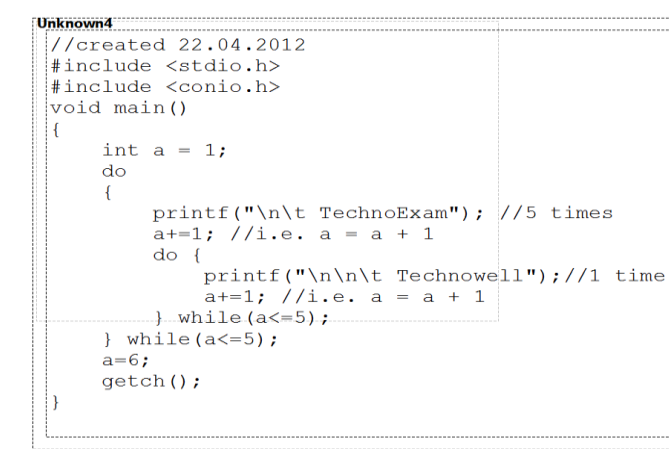 Unknown4
//created 22.04.2012
#include <stdio.h>
#include <conio.h>
void main()
{
int a = 1;
do
{
printf("\n\t TechnoExam"); //5 times
a+=1; //i.e. a = a + 1
do {
printf("\n\n\t Technowell");//1 time
a+=1; //i.e. a = a + 1
} while(a<=5);
} while(a<=5);
a=6;
getch();
}